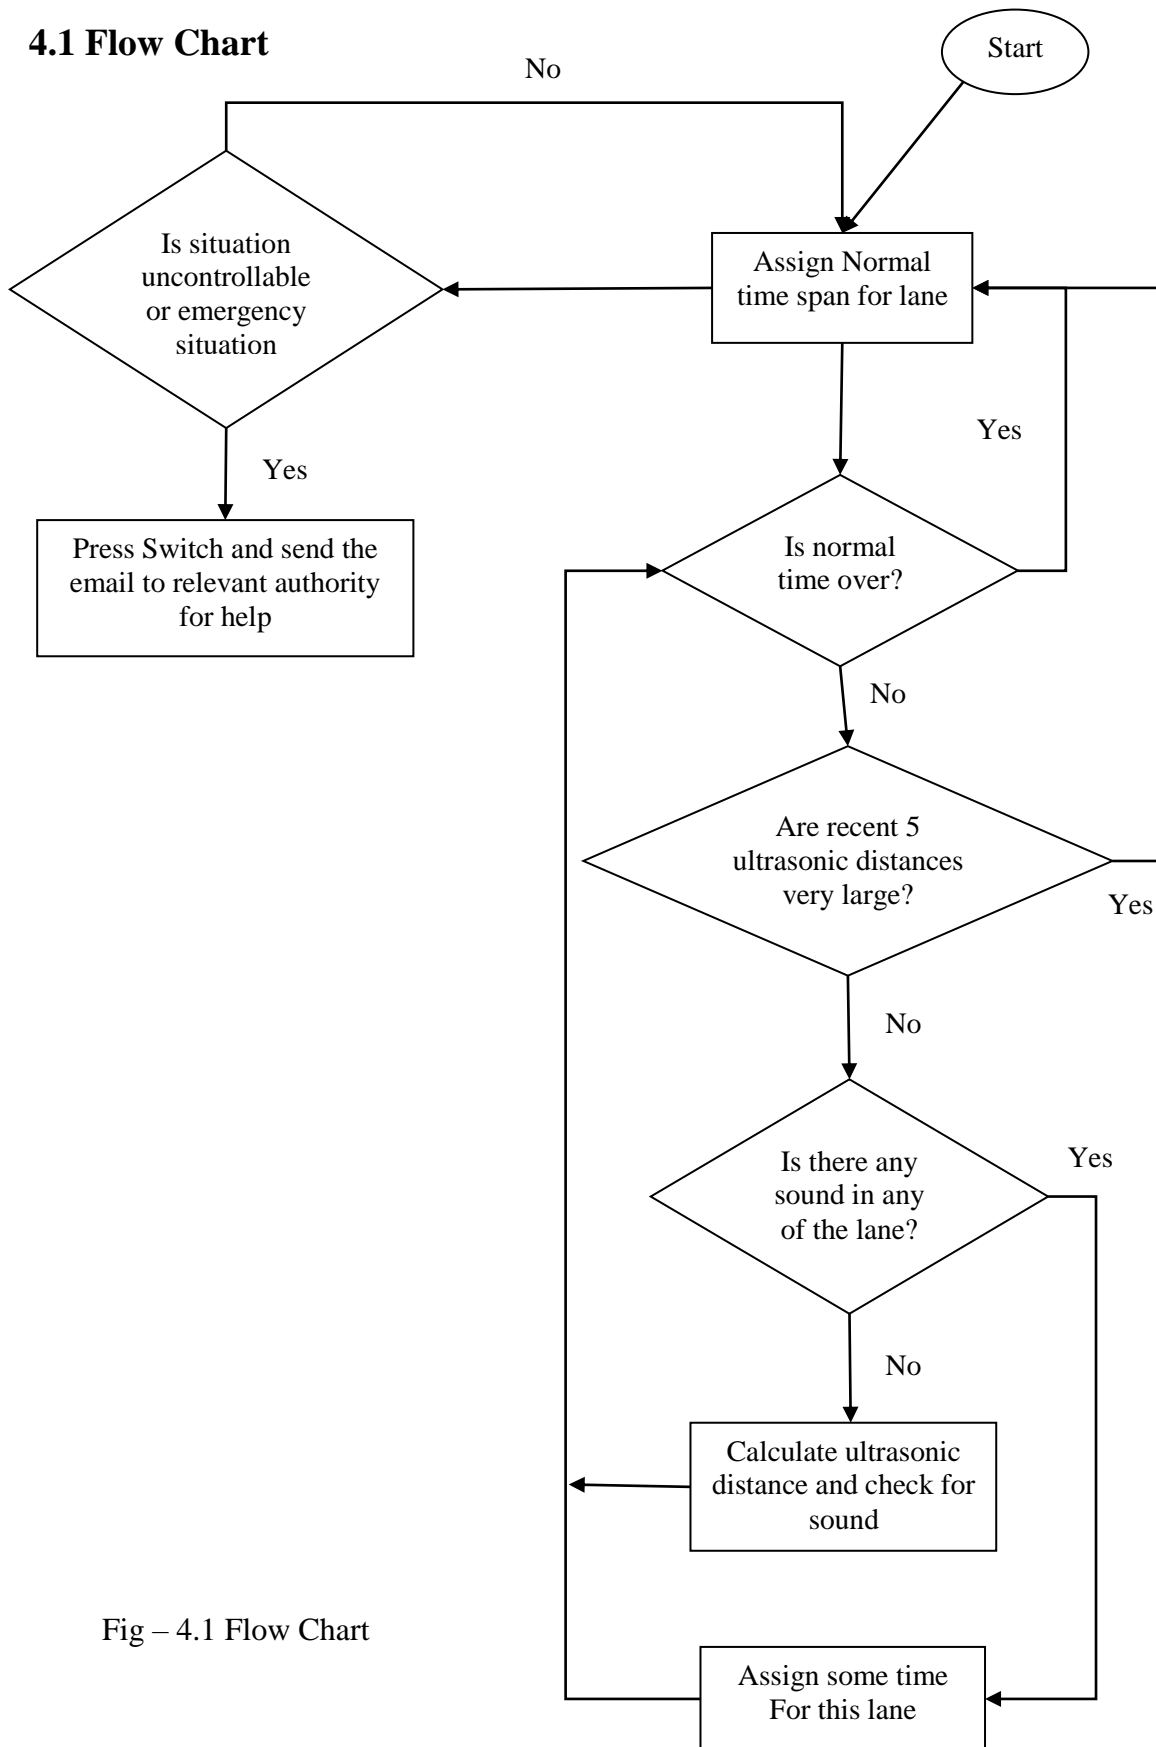 4.1 Flow Chart
Start
No
Is situation
uncontrollable
or emergency
situation
Assign Normal
time span for lane
Yes
Yes
Press Switch and send the
email to relevant authority
for help
Is normal
time over?
No
Are recent 5
ultrasonic distances
very large?
Yes
No
Is there any
sound in any
of the lane?
Yes
No
Calculate ultrasonic
distance and check for
sound
Fig – 4.1 Flow Chart
Assign some time
For this lane